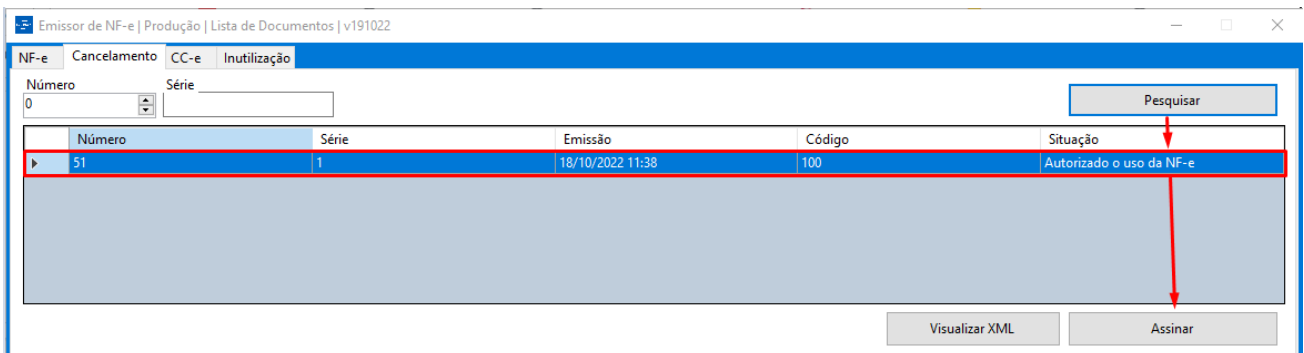 Emissor de NF-e | Produção | Lista de Documentos | v191022
NF-e Cancelamento CC-e Inutilização
Número Série
0
Pesquisar
Número Série Emissão Código Situação
51 1 18/10/2022 11:38 100 Autorizado o uso da NF-e
Visualizar XML Assinar